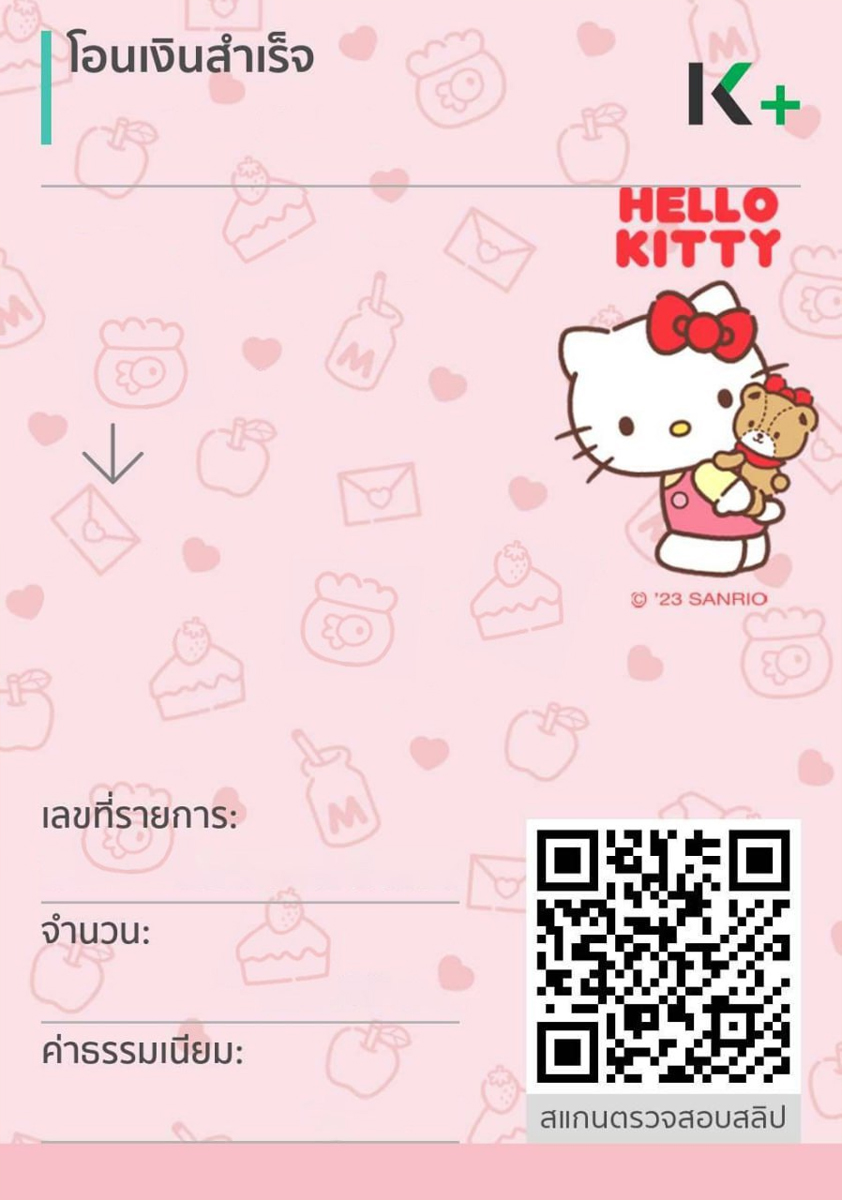 โอนเงินสำเร็จ
K+
HELLO
KITTY
© '23 SANRIO
เลขที่รายการ:
จำนวน:
ค่าธรรมเนียม:
สแกนตรวจสอบสลิป